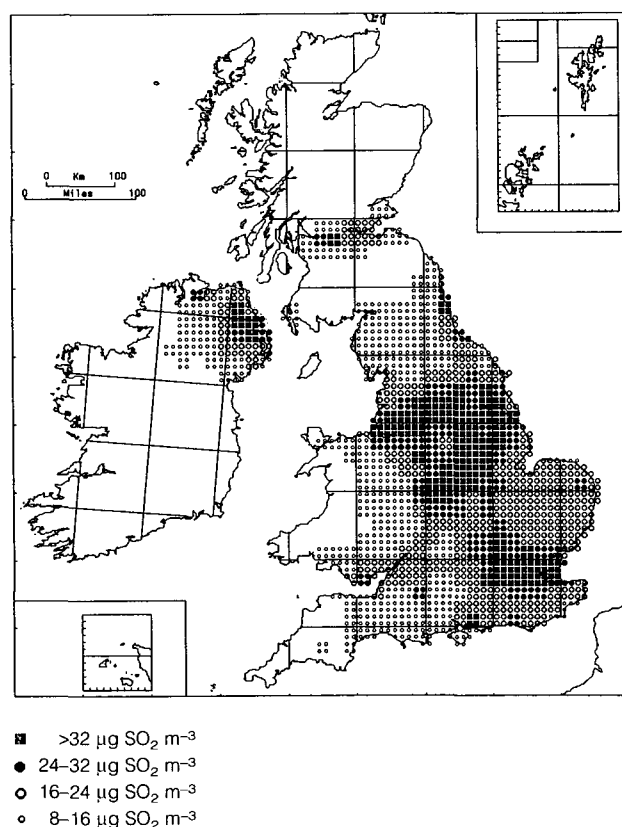 0 Km 100
0 Miles 100
>32 µg SO₂ m⁻³
24–32 µg SO₂ m⁻³
16–24 µg SO₂ m⁻³
8–16 µg SO₂ m⁻³